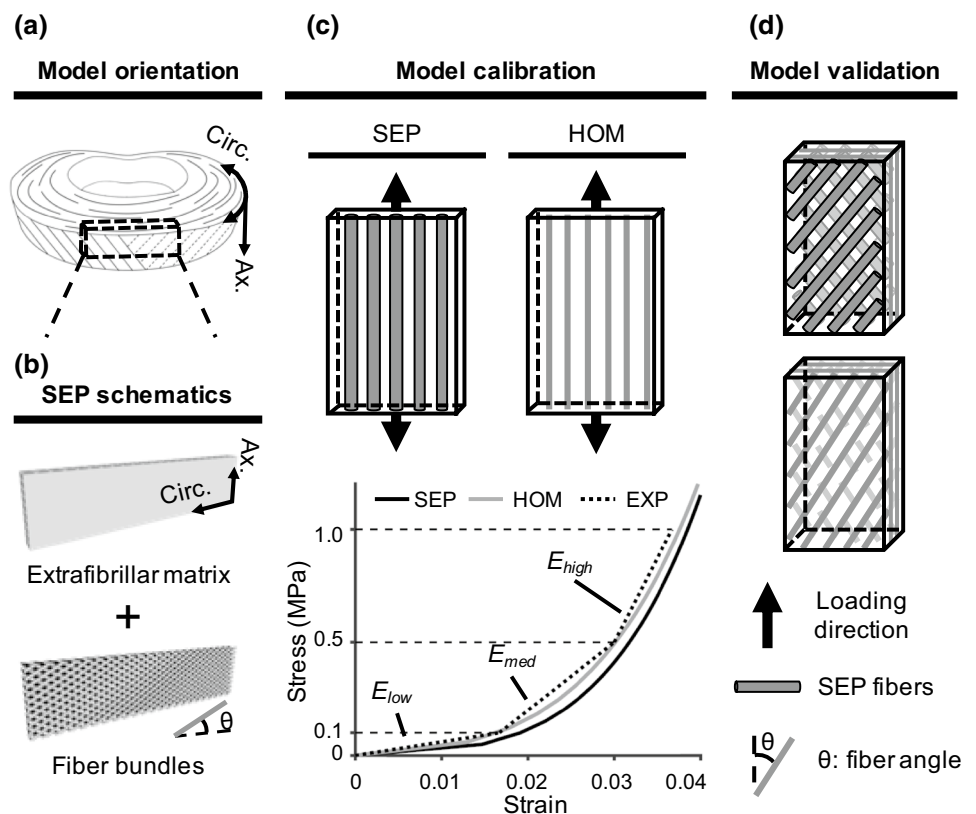 (a)
Model orientation
Circ.
Ax.
(b)
SEP schematics
Ax.
Circ.
Extrafibrillar matrix
+
θ
Fiber bundles
(c)
Model calibration
SEP HOM
SEP HOM EXP
1.0
0.5
0.1
0
Stress (MPa)
E_high
E_med
E_low
0 0.01 0.02 0.03 0.04
Strain
(d)
Model validation
Loading
direction
SEP fibers
θ
θ: fiber angle